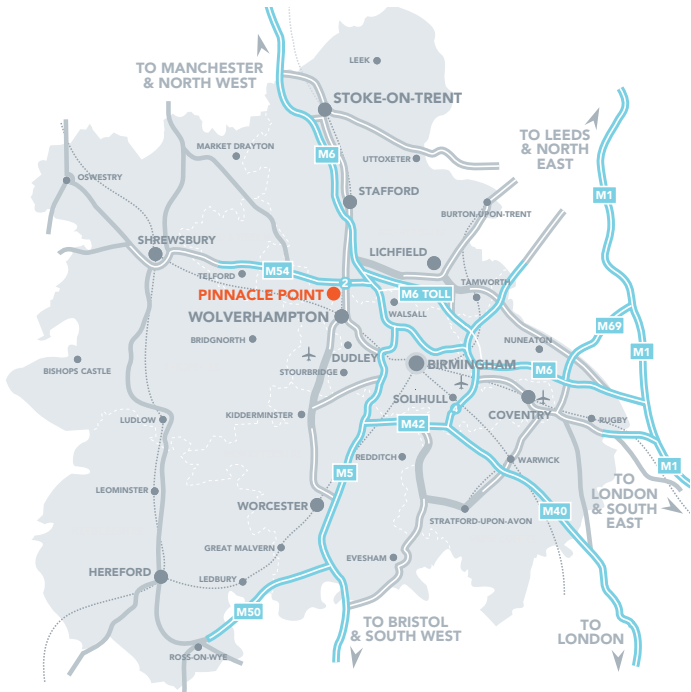 LEEK
TO MANCHESTER
& NORTH WEST
STOKE-ON-TRENT
TO LEEDS
& NORTH
EAST
MARKET DRAYTON
M6
UTTOXETER
OSWESTRY
STAFFORD
M1
BURTON-UPON-TRENT
SHREWSBURY
LICHFIELD
TELFORD
M54
2
TAMWORTH
PINNACLE POINT
M6 TOLL
WOLVERHAMPTON
WALSALL
M69
BRIDGNORTH
NUNEATON
M1
DUDLEY
BISHOPS CASTLE
STOURBRIDGE
BIRMINGHAM
M6
SOLIHULL
4
KIDDERMINSTER
COVENTRY
LUDLOW
M42
RUGBY
REDDITCH
WARWICK
M1
M5
LEOMINSTER
TO
LONDON
& SOUTH
EAST
WORCESTER
M40
STRATFORD-UPON-AVON
GREAT MALVERN
EVESHAM
HEREFORD
LEDBURY
M50
TO BRISTOL
& SOUTH WEST
TO
LONDON
ROSS-ON-WYE